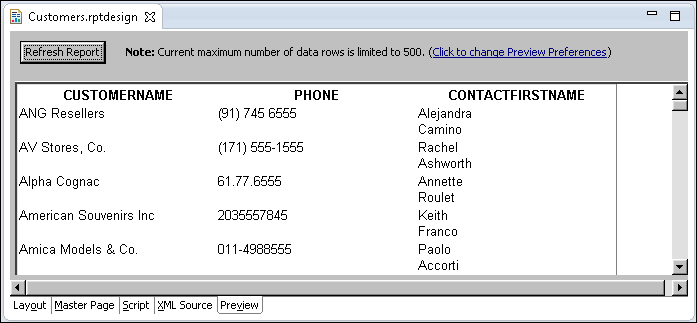 Customers.rptdesign
Refresh Report Note: Current maximum number of data rows is limited to 500. (Click to change Preview Preferences)
CUSTOMERNAME PHONE CONTACTFIRSTNAME
ANG Resellers (91) 745 6555 Alejandra
Camino
AV Stores, Co. (171) 555-1555 Rachel
Ashworth
Alpha Cognac 61.77.6555 Annette
Roulet
American Souvenirs Inc 2035557845 Keith
Franco
Amica Models & Co. 011-4988555 Paolo
Accorti
Layout Master Page Script XML Source Preview